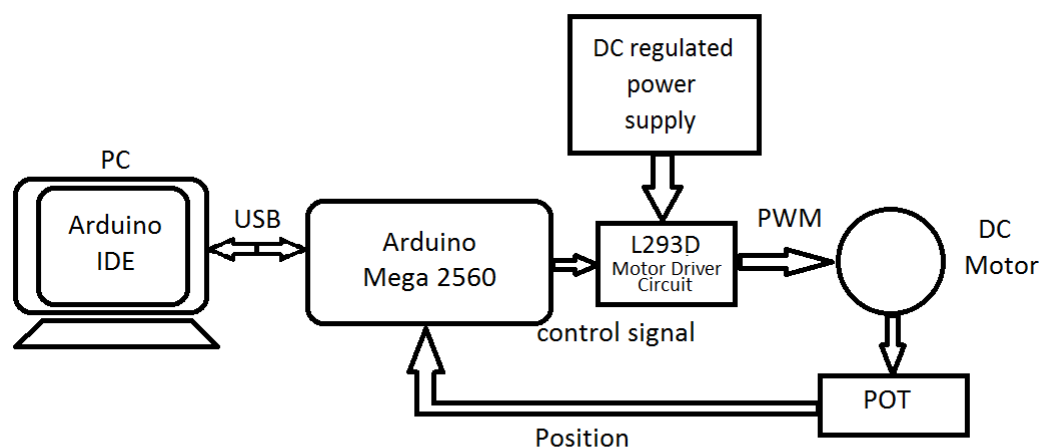 DC regulated
power
supply
PC
Arduino
IDE
USB
Arduino
Mega 2560
L293D
Motor Driver
Circuit
PWM
DC
Motor
control signal
POT
Position